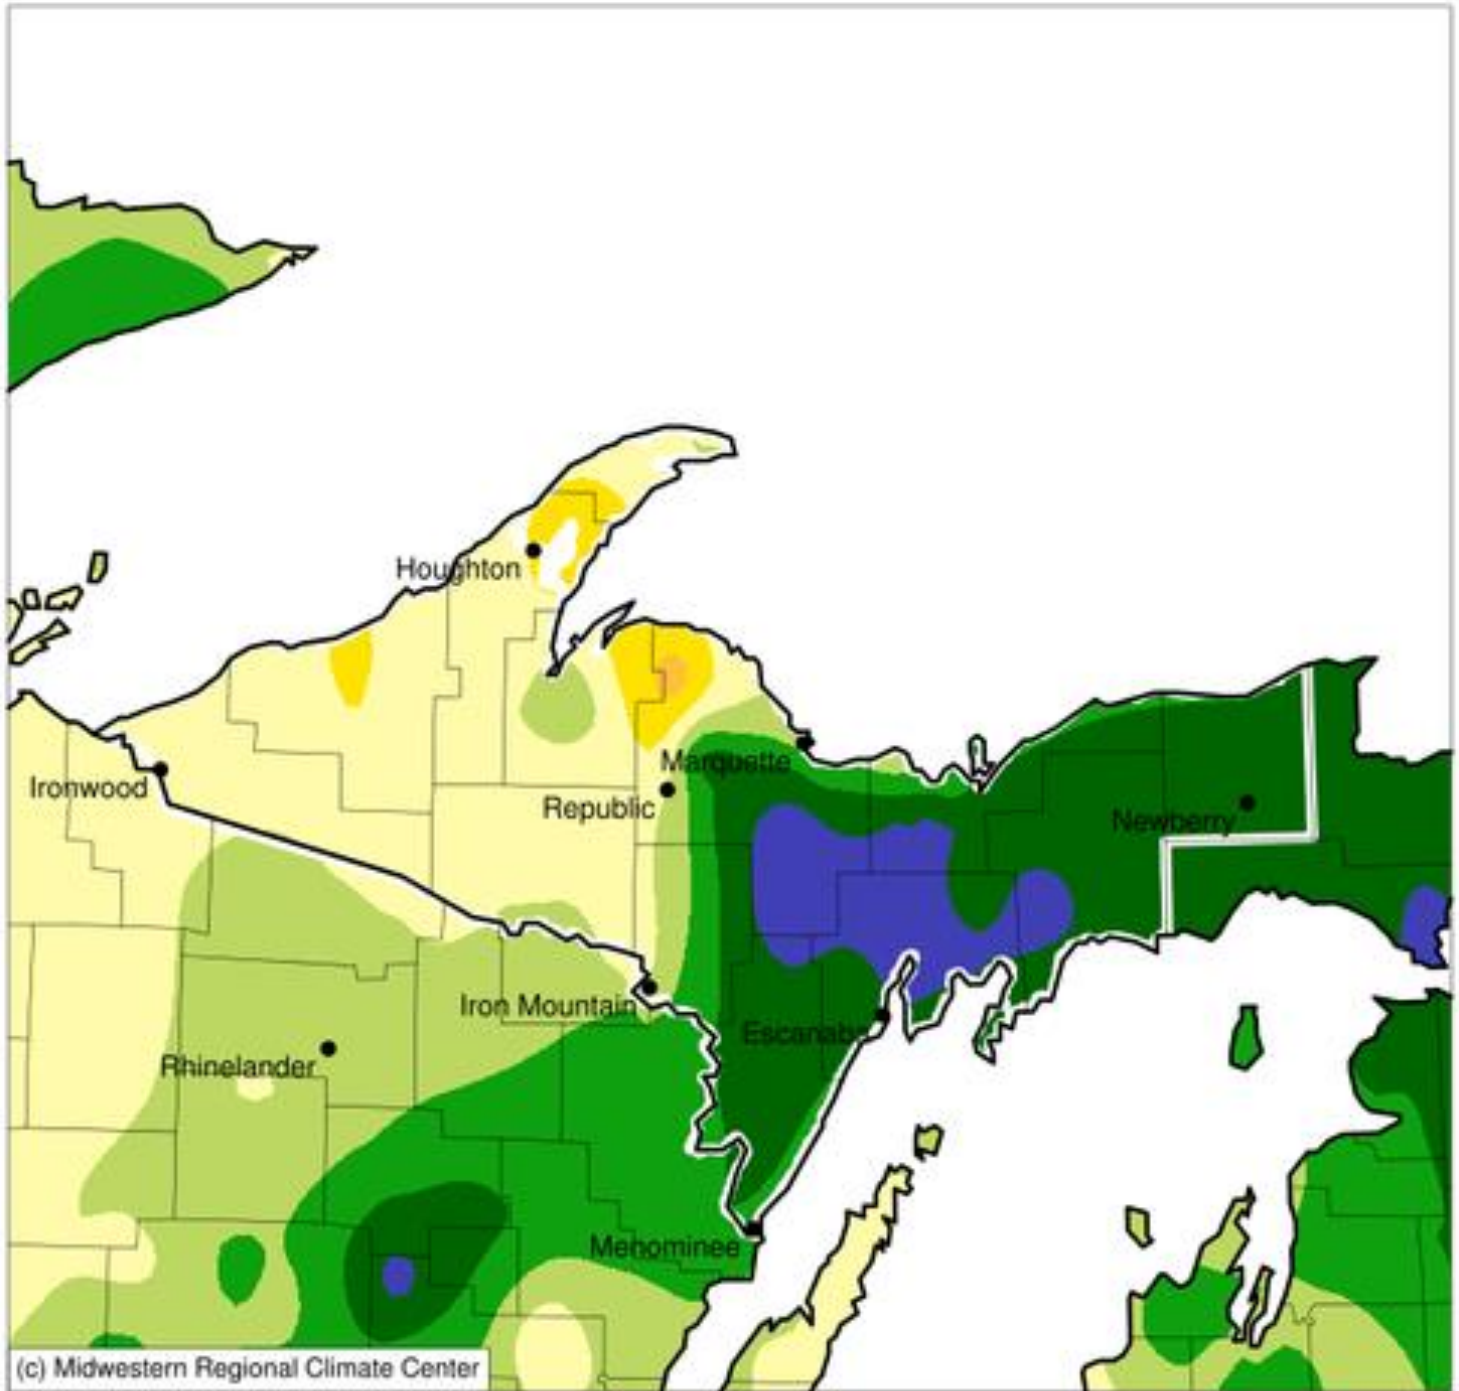 Houghton
Marquette
Ironwood
Republic
Newberry
Iron Mountain
Escanaba
Rhinelander
Menominee
(c) Midwestern Regional Climate Center